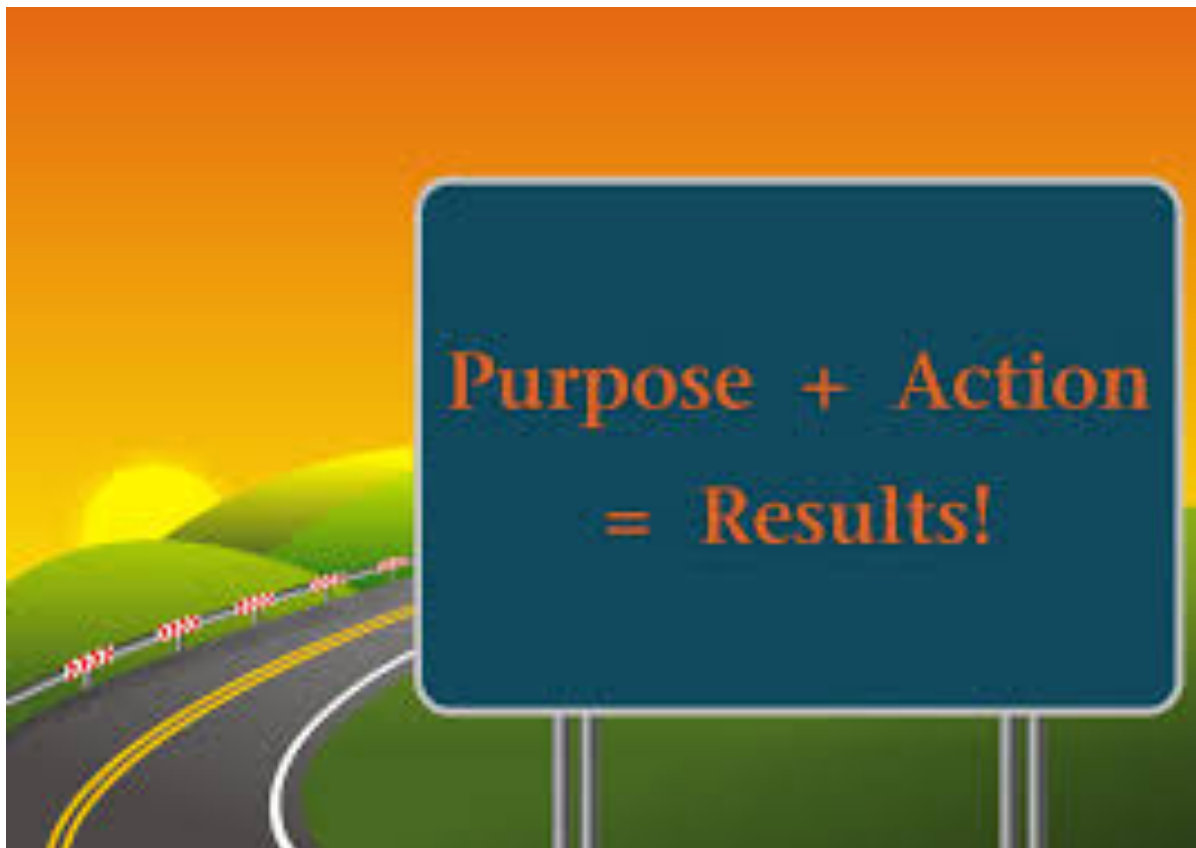 Purpose + Action
= Results!